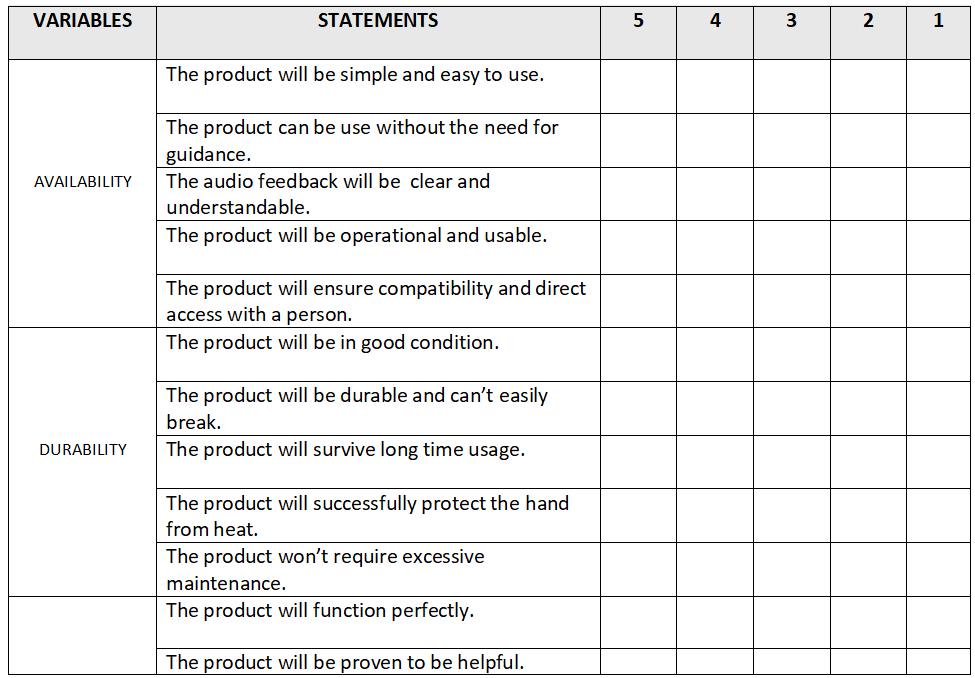 VARIABLES STATEMENTS 5 4 3 2 1
The product will be simple and easy to use.
The product can be use without the need for
guidance.
AVAILABILITY
The audio feedback will be  clear and
understandable.
The product will be operational and usable.
The product will ensure compatibility and direct
access with a person.
The product will be in good condition.
The product will be durable and can’t easily
break.
DURABILITY
The product will survive long time usage.
The product will successfully protect the hand
from heat.
The product won’t require excessive
maintenance.
The product will function perfectly.
The product will be proven to be helpful.